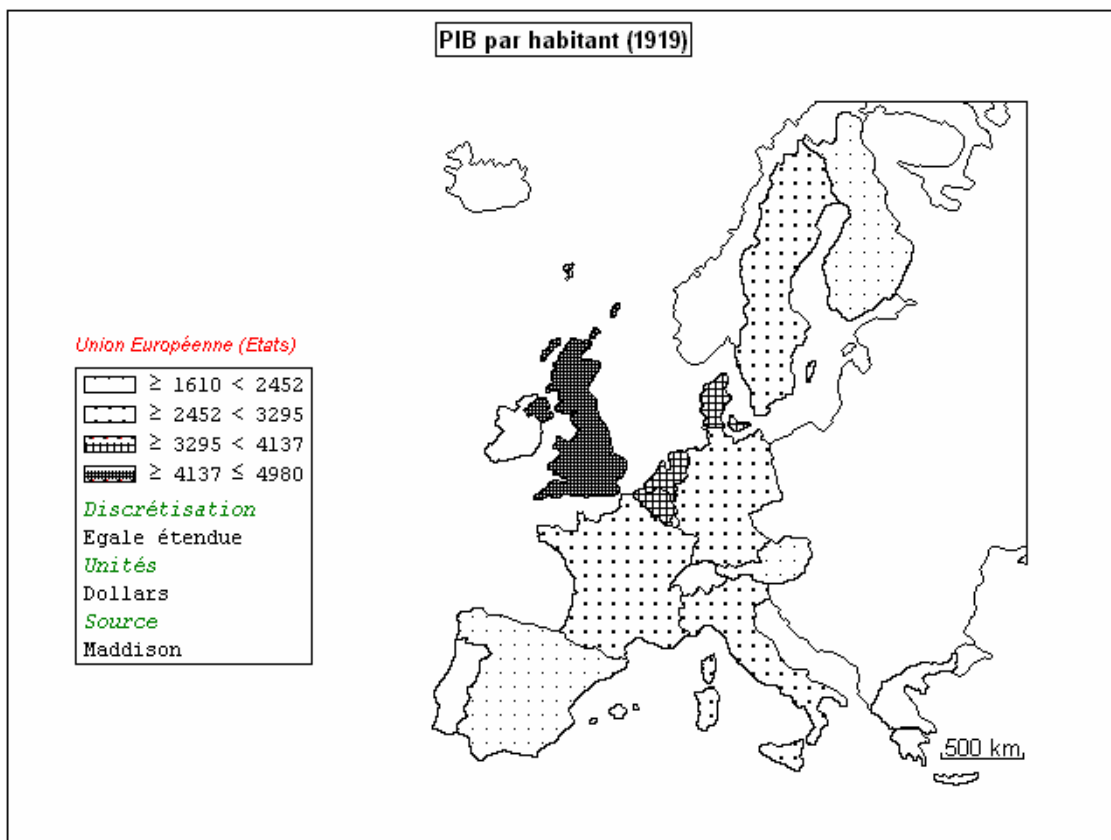 PIB par habitant (1919)
Union Européenne (Etats)
≥ 1610 < 2452
≥ 2452 < 3295
≥ 3295 < 4137
≥ 4137 ≤ 4980
Discrétisation
Egale étendue
Unités
Dollars
Source
Maddison
500 km